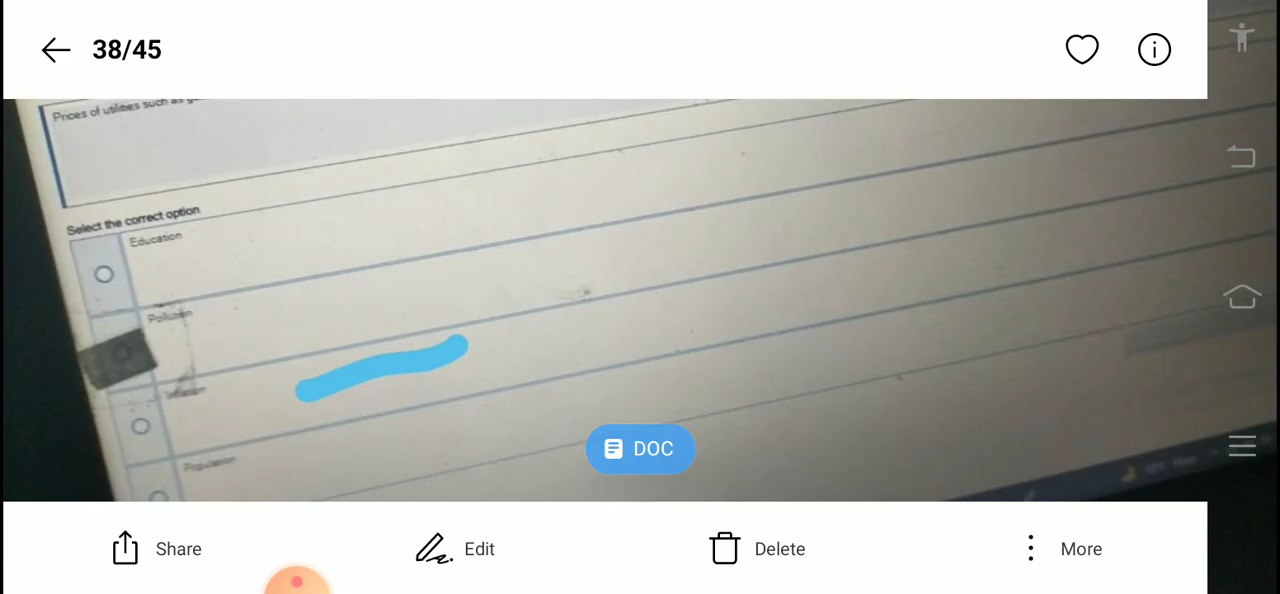 38/45
Prices of utilities such as
Select the correct option
Education
Pollution
Inflation
Population
DOC
Share Edit Delete More